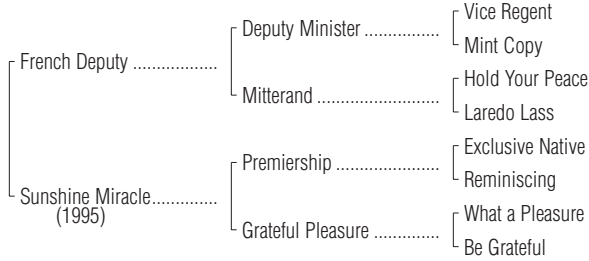 Vice Regent
Deputy Minister ................
Mint Copy
French Deputy ..................
Hold Your Peace
Mitterand ..........................
Laredo Lass
Exclusive Native
Premiership ......................
Reminiscing
Sunshine Miracle..............
(1995)
What a Pleasure
Grateful Pleasure ..............
Be Grateful